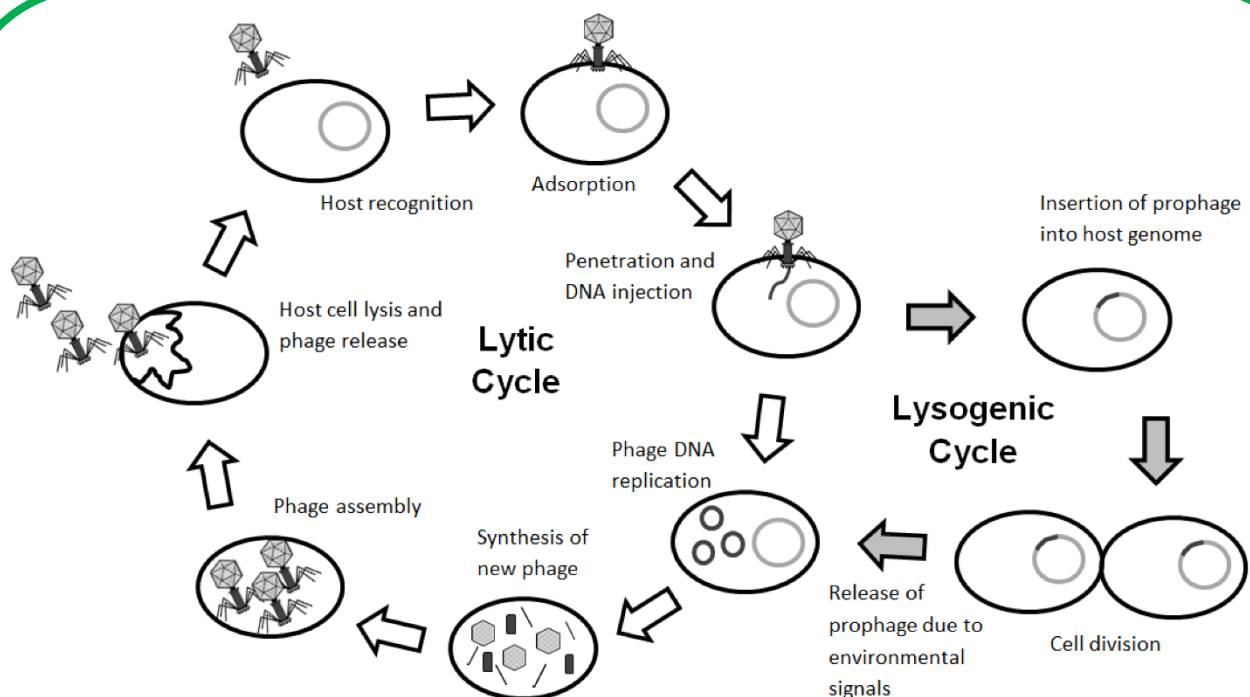 Host recognition
Adsorption
Penetration and
DNA injection
Insertion of prophage
into host genome
Host cell lysis and
phage release
Lytic
Cycle
Lysogenic
Cycle
Phage DNA
replication
Phage assembly
Synthesis of
new phage
Release of
prophage due to
environmental
signals
Cell division